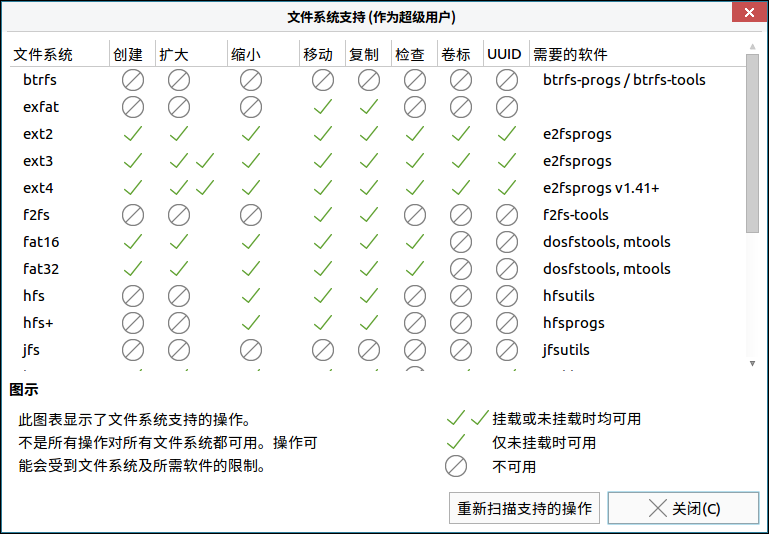 文件系统支持 (作为超级用户)
文件系统 创建 扩大 缩小 移动 复制 检查 卷标 UUID 需要的软件
btrfs btrfs-progs / btrfs-tools
exfat
ext2 e2fsprogs
ext3 e2fsprogs
ext4 e2fsprogs v1.41+
f2fs f2fs-tools
fat16 dosfstools, mtools
fat32 dosfstools, mtools
hfs hfsutils
hfs+ hfsprogs
jfs jfsutils
图示
此图表显示了文件系统支持的操作。
不是所有操作对所有文件系统都可用。操作可
能会受到文件系统及所需软件的限制。
挂载或未挂载时均可用
仅未挂载时可用
不可用
重新扫描支持的操作 关闭(C)